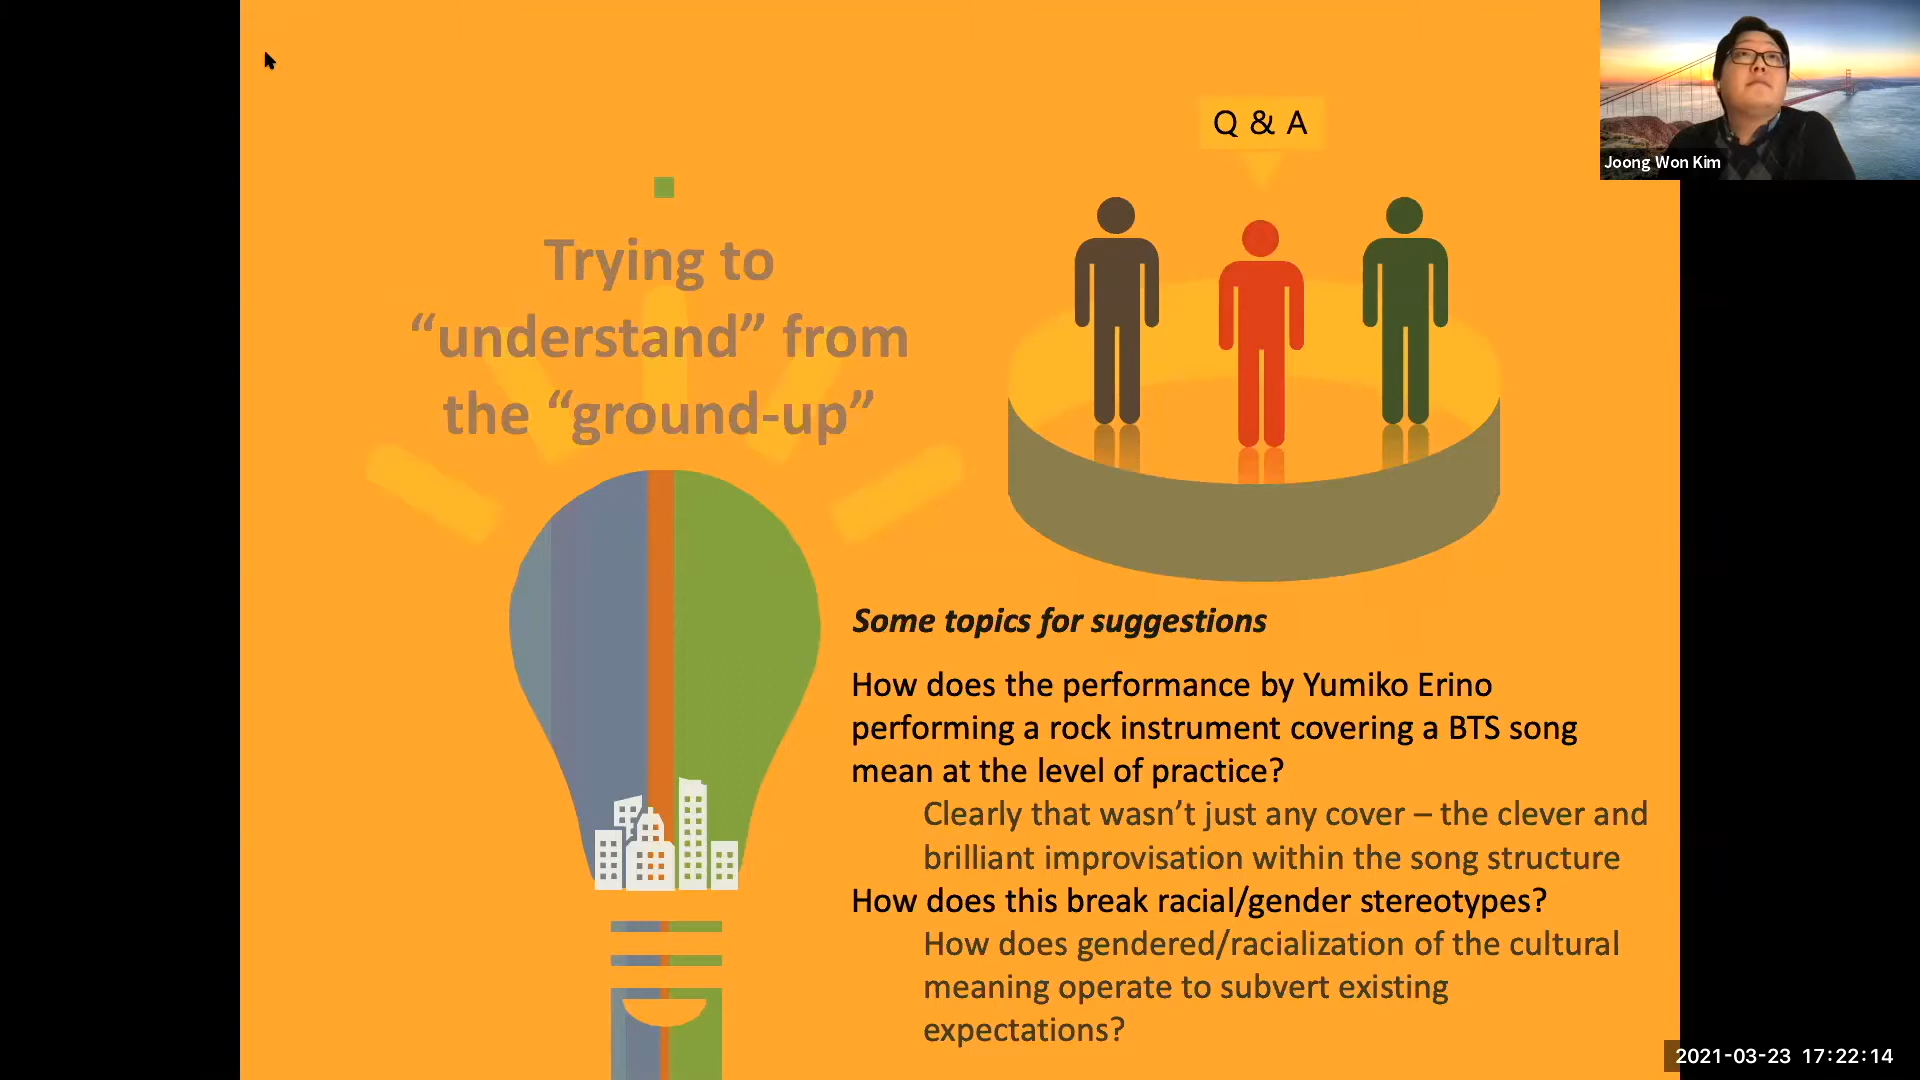 Trying to
“understand” from
the “ground-up”
Q & A
Joong Won Kim
Some topics for suggestions
How does the performance by Yumiko Erino
performing a rock instrument covering a BTS song
mean at the level of practice?
Clearly that wasn’t just any cover – the clever and
brilliant improvisation within the song structure
How does this break racial/gender stereotypes?
How does gendered/racialization of the cultural
meaning operate to subvert existing
expectations?
2021-03-23 17:22:14